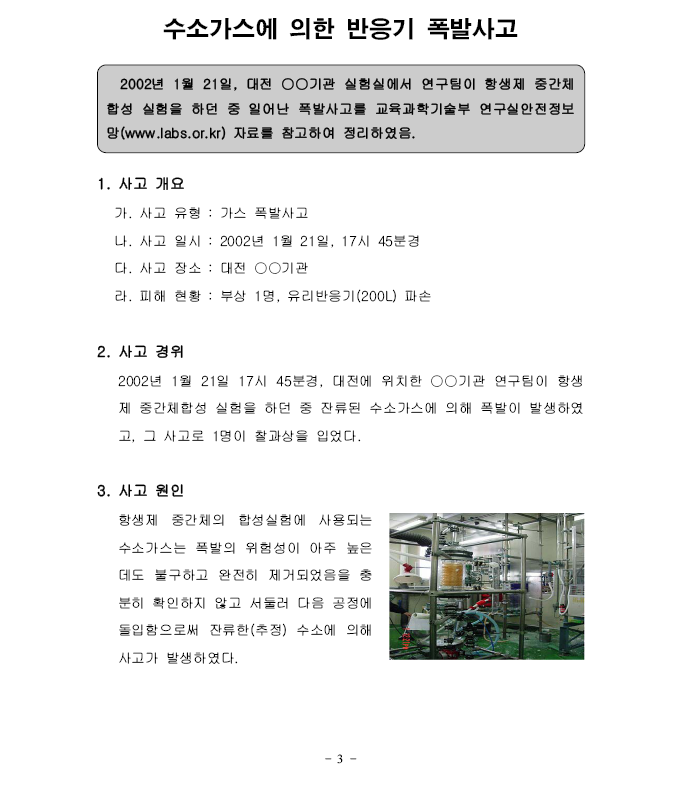 수소가스에 의한 반응기 폭발사고
2002년 1월 21일, 대전 ○○기관 실험실에서 연구팀이 항생제 중간체
합성 실험을 하던 중 일어난 폭발사고를 교육과학기술부 연구실안전정보
망(www.labs.or.kr) 자료를 참고하여 정리하였음.
1. 사고 개요
가. 사고 유형 : 가스 폭발사고
나. 사고 일시 : 2002년 1월 21일, 17시 45분경
다. 사고 장소 : 대전 ○○기관
라. 피해 현황 : 부상 1명, 유리반응기(200L) 파손
2. 사고 경위
2002년 1월 21일 17시 45분경, 대전에 위치한 ○○기관 연구팀이 항생
제 중간체합성 실험을 하던 중 잔류된 수소가스에 의해 폭발이 발생하였
고, 그 사고로 1명이 찰과상을 입었다.
3. 사고 원인
항생제 중간체의 합성실험에 사용되는
수소가스는 폭발의 위험성이 아주 높은
데도 불구하고 완전히 제거되었음을 충
분히 확인하지 않고 서둘러 다음 공정에
돌입함으로써 잔류한(추정) 수소에 의해
사고가 발생하였다.
- 3 -